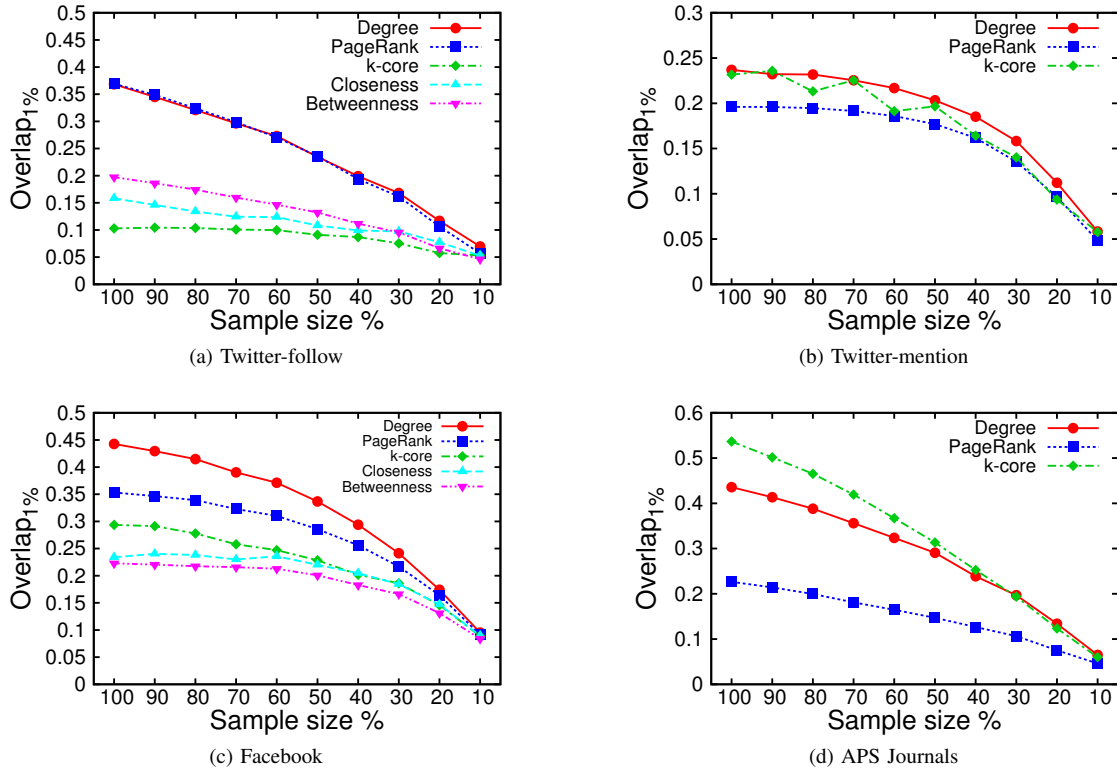 0.5
0.45
0.4
0.35
0.3
0.25
0.2
0.15
0.1
0.05
0
Overlap1%
Degree
PageRank
k-core
Closeness
Betweenness
100 90 80 70 60 50 40 30 20 10
Sample size %
(a) Twitter-follow
0.3
0.25
0.2
0.15
0.1
0.05
0
Overlap1%
Degree
PageRank
k-core
100 90 80 70 60 50 40 30 20 10
Sample size %
(b) Twitter-mention
0.5
0.45
0.4
0.35
0.3
0.25
0.2
0.15
0.1
0.05
0
Overlap1%
Degree
PageRank
k-core
Closeness
Betweenness
100 90 80 70 60 50 40 30 20 10
Sample size %
(c) Facebook
0.6
0.5
0.4
0.3
0.2
0.1
0
Overlap1%
Degree
PageRank
k-core
100 90 80 70 60 50 40 30 20 10
Sample size %
(d) APS Journals